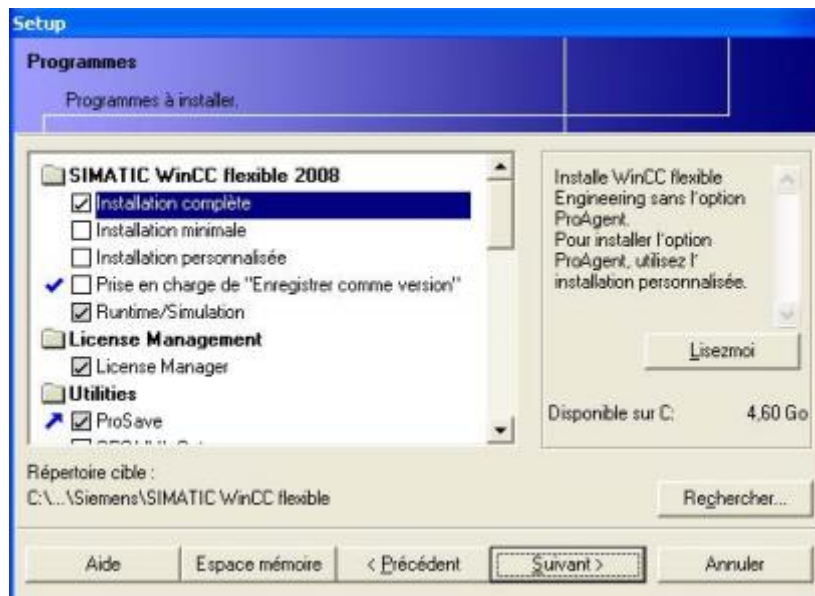 Setup
Programmes
Programmes à installer.
SIMATIC WinCC flexible 2008
Installation complète
Installation minimale
Installation personnalisée
Prise en charge de "Enregistrer comme version"
Runtime/Simulation
License Management
License Manager
Utilities
ProSave
Installe WinCC flexible
Engineering sans l'option
ProAgent.
Pour installer l'option
ProAgent, utilisez l'
installation personnalisée.
Lisezmoi
Disponible sur C: 4,60 Go
Répertoire cible :
C:\...\Siemens\SIMATIC WinCC flexible
Rechercher...
Aide
Espace mémoire
< Précédent
Suivant >
Annuler